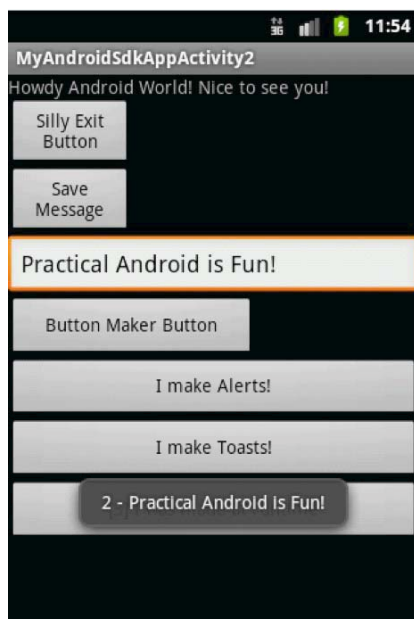 3G 11:54
MyAndroidSdkAppActivity2
Howdy Android World! Nice to see you!
Silly Exit
Button
Save
Message
Practical Android is Fun!
Button Maker Button
I make Alerts!
I make Toasts!
2 - Practical Android is Fun!